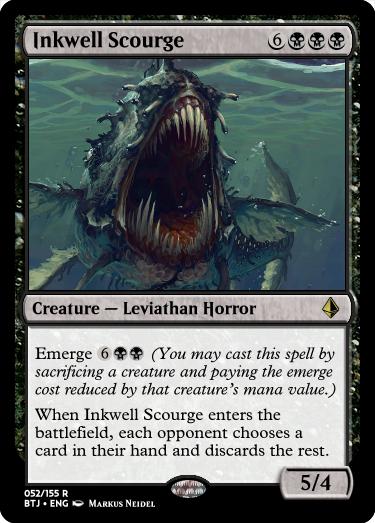 Inkwell Scourge 6
Creature — Leviathan Horror
Emerge 6 (You may cast this spell by
sacrificing a creature and paying the emerge
cost reduced by that creature's mana value.)
When Inkwell Scourge enters the
battlefield, each opponent chooses a
card in their hand and discards the rest.
5/4
052/155 R
BTJ • ENG Markus Neidel